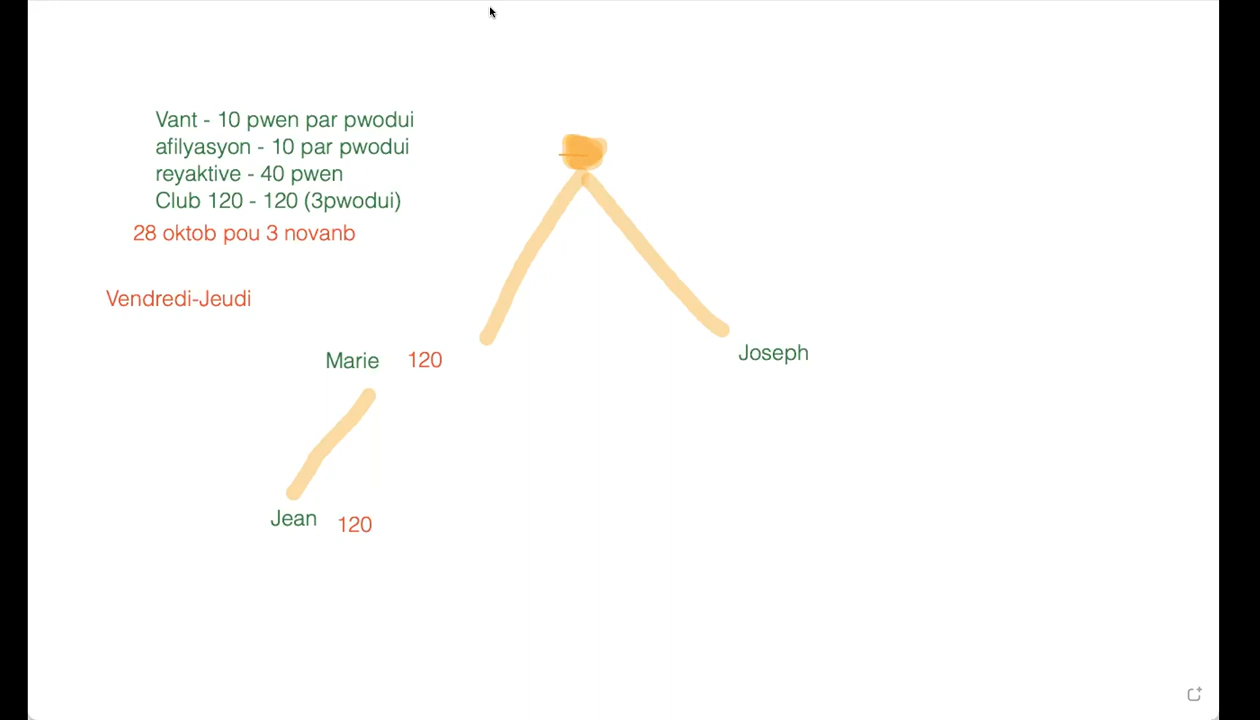 Vant - 10 pwen par pwodui
afilyasyon - 10 par pwodui
reyaktive - 40 pwen
Club 120 - 120 (3pwodui)
28 oktob pou 3 novanb
Vendredi-Jeudi
Marie 120
Joseph
Jean 120